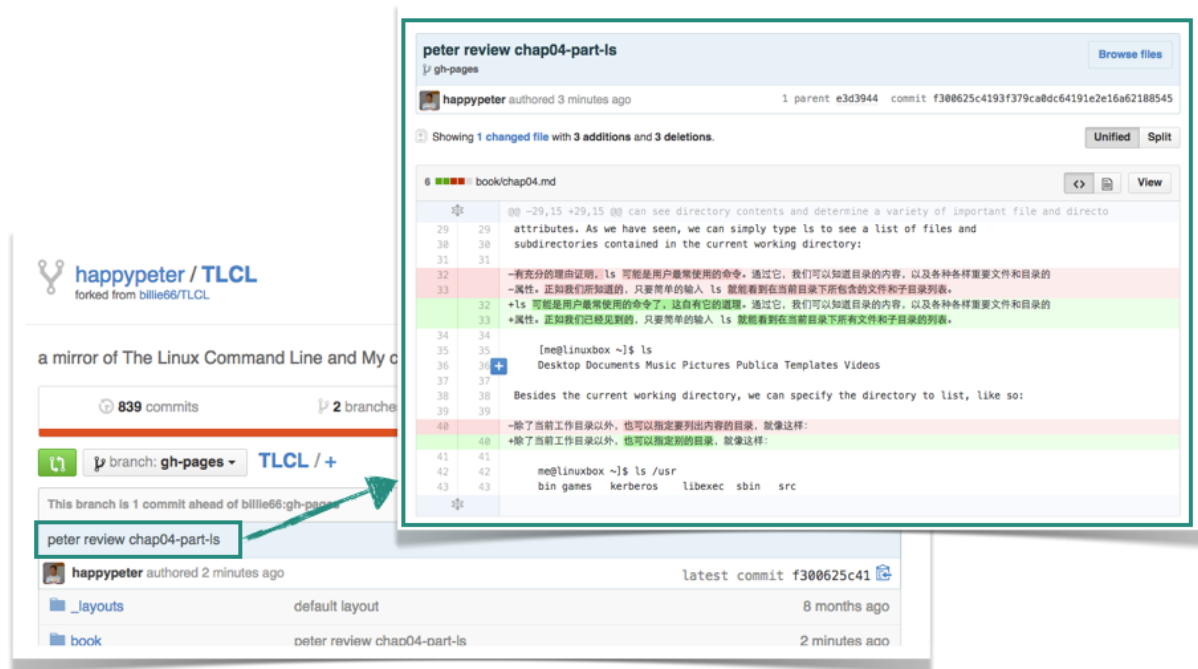 peter review chap04-part-ls
Browse files
gh-pages
happypeter authored 3 minutes ago
1 parent e3d3944 commit f300625c4193f379ca0dc64191e2e16a62188545
Showing 1 changed file with 3 additions and 3 deletions.
Unified Split
6 book/chap04.md
<> View
@@ -29,15 +29,15 @@ can see directory contents and determine a variety of important file and directo
29 29 attributes. As we have seen, we can simply type ls to see a list of files and
30 30 subdirectories contained in the current working directory:
31 31
32 -有充分的理由证明，ls 可能是用户最常使用的命令。通过它，我们可以知道目录的内容，以及各种各样重要文件和目录的
33 -属性。正如我们所知道的，只要简单的输入 ls 就能看到在当前目录下所包含的文件和子目录列表。
32 +ls 可能是用户最常使用的命令了，这自有它的道理。通过它，我们可以知道目录的内容，以及各种各样重要文件和目录的
33 +属性。正如我们已经见到的，只要简单的输入 ls 就能看到在当前目录下所有文件和子目录的列表。
34 34
35 35 [me@linuxbox ~]$ ls
36 36 + Desktop Documents Music Pictures Publica Templates Videos
37 37
38 38 Besides the current working directory, we can specify the directory to list, like so:
39 39
40 -除了当前工作目录以外，也可以指定要列出内容的目录，就像这样：
40 +除了当前工作目录以外，也可以指定别的目录，就像这样：
41 41
42 42 me@linuxbox ~]$ ls /usr
43 43 bin games kerberos libexec sbin src
happypeter / TLCL
forked from billie66/TLCL
a mirror of The Linux Command Line and My c
839 commits
2 branche
branch: gh-pages
TLCL / +
This branch is 1 commit ahead of billie66:gh-pages
peter review chap04-part-ls
happypeter authored 2 minutes ago
latest commit f300625c41
_layouts default layout 8 months ago
book peter review chap04-part-ls 2 minutes ago